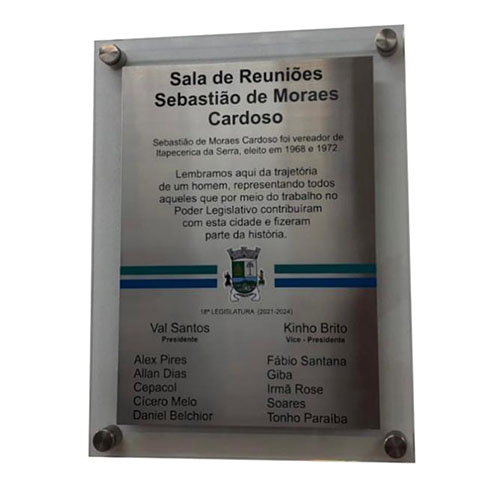 Sala de Reuniões
Sebastião de Moraes
Cardoso
Sebastião de Moraes Cardoso foi vereador de
Itapecerica da Serra, eleito em 1968 e 1972
Lembramos aqui da trajetória
de um homem, representando todos
aqueles que por meio do trabalho no
Poder Legislativo contribuíram
com esta cidade e fizeram
parte da história.
18ª LEGISLATURA (2021-2024)
Val Santos
Presidente
Kinho Brito
Vice - Presidente
Alex Pires
Allan Dias
Cepacol
Cícero Melo
Daniel Belchior
Fábio Santana
Giba
Irmã Rose
Soares
Tonho Paraíba